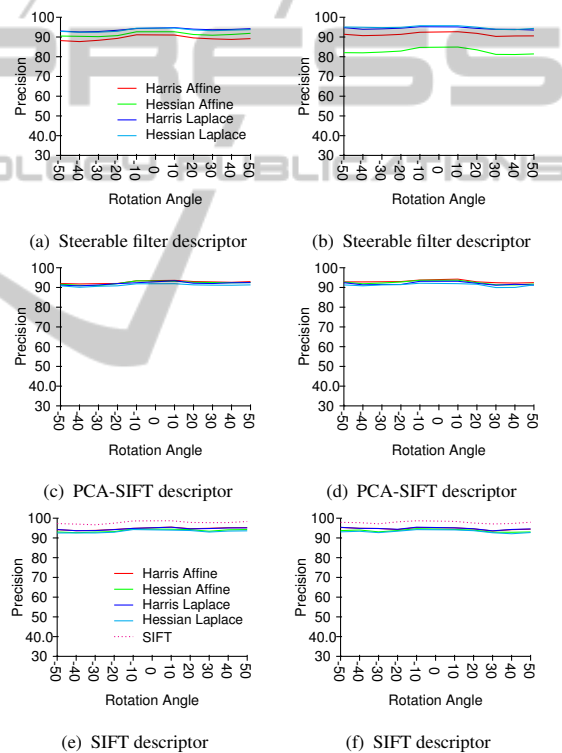 100 90 80 70 60 50 40.0 30
Precision
Harris Affine
Hessian Affine
Harris Laplace
Hessian Laplace
-50 -40 -30 -20 -10 0 10 20 30 40 50
Rotation Angle
(a) Steerable filter descriptor
100 90 80 70 60 50 40.0 30
Precision
-50 -40 -30 -20 -10 0 10 20 30 40 50
Rotation Angle
(b) Steerable filter descriptor
100 90 80 70 60 50 40.0 30
Precision
-50 -40 -30 -20 -10 0 10 20 30 40 50
Rotation Angle
(c) PCA-SIFT descriptor
100 90 80 70 60 50 40.0 30
Precision
-50 -40 -30 -20 -10 0 10 20 30 40 50
Rotation Angle
(d) PCA-SIFT descriptor
100 90 80 70 60 50 40.0 30
Precision
Harris Affine
Hessian Affine
Harris Laplace
Hessian Laplace
SIFT
-50 -40 -30 -20 -10 0 10 20 30 40 50
Rotation Angle
(e) SIFT descriptor
100 90 80 70 60 50 40.0 30
Precision
-50 -40 -30 -20 -10 0 10 20 30 40 50
Rotation Angle
(f) SIFT descriptor